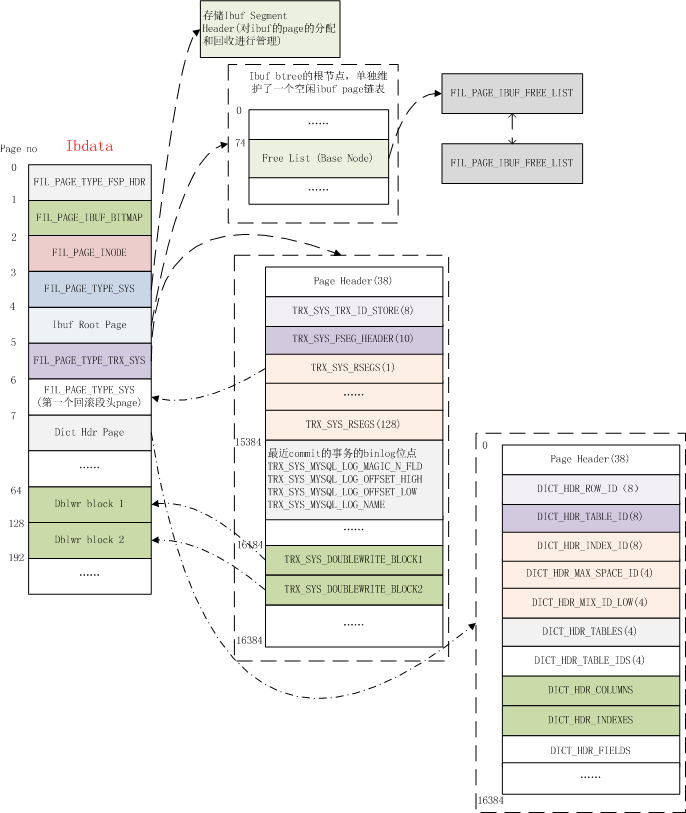 存储Ibuf Segment
Header(对ibuf的page的分配
和回收进行管理)
Ibuf btree的根节点，单独维
护了一个空闲ibuf page链表
0
……
74
Free List (Base Node)
……
FIL_PAGE_IBUF_FREE_LIST
FIL_PAGE_IBUF_FREE_LIST
Page no
Ibdata
0
FIL_PAGE_TYPE_FSP_HDR
1
FIL_PAGE_IBUF_BITMAP
2
FIL_PAGE_INODE
3
FIL_PAGE_TYPE_SYS
4
Ibuf Root Page
5
FIL_PAGE_TYPE_TRX_SYS
6
FIL_PAGE_TYPE_SYS
(第一个回滚段头page)
7
Dict Hdr Page
……
64
Dblwr block 1
128
Dblwr block 2
192
……
Page Header(38)
TRX_SYS_TRX_ID_STORE(8)
TRX_SYS_FSEG_HEADER(10)
TRX_SYS_RSEGS(1)
……
TRX_SYS_RSEGS(128)
15384
最近commit的事务的binlog位点
TRX_SYS_MYSQL_LOG_MAGIC_N_FLD
TRX_SYS_MYSQL_LOG_OFFSET_HIGH
TRX_SYS_MYSQL_LOG_OFFSET_LOW
TRX_SYS_MYSQL_LOG_NAME
……
16184
TRX_SYS_DOUBLEWRITE_BLOCK1
TRX_SYS_DOUBLEWRITE_BLOCK2
……
16384
0
Page Header(38)
DICT_HDR_ROW_ID（8）
DICT_HDR_TABLE_ID(8)
DICT_HDR_INDEX_ID(8)
DICT_HDR_MAX_SPACE_ID(4)
DICT_HDR_MIX_ID_LOW(4)
DICT_HDR_TABLES(4)
DICT_HDR_TABLE_IDS(4)
DICT_HDR_COLUMNS
DICT_HDR_INDEXES
DICT_HDR_FIELDS
……
16384